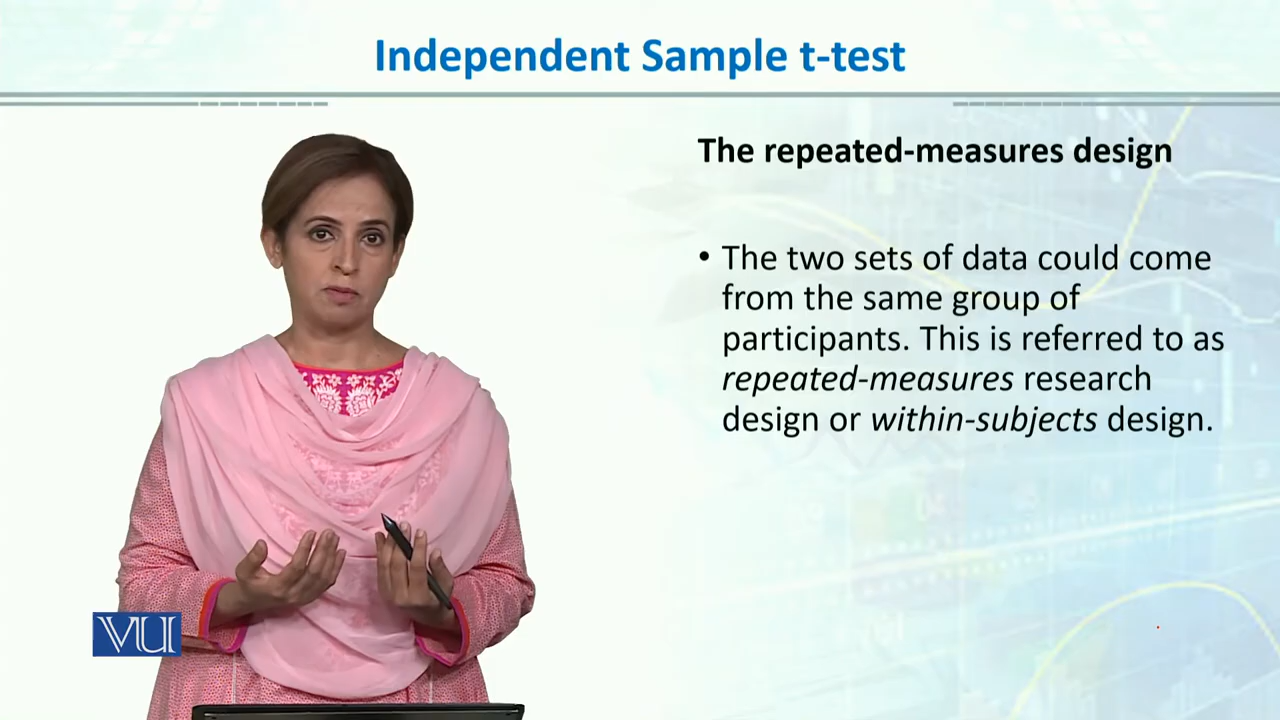 Independent Sample t-test
The repeated-measures design
• The two sets of data could come
from the same group of
participants. This is referred to as
repeated-measures research
design or within-subjects design.
VU